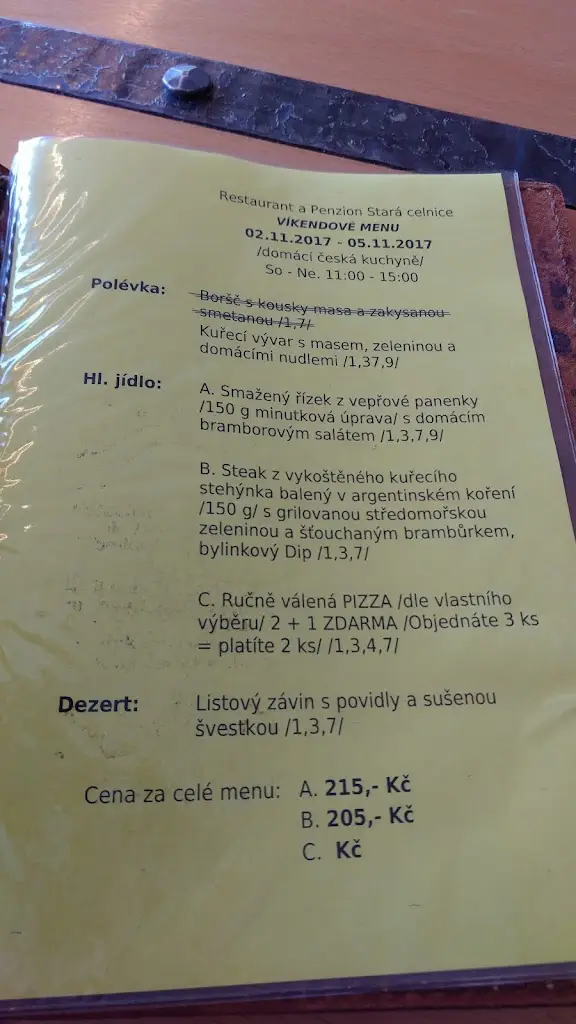 Restaurant a Penzion Stará celnice
VÍKENDOVÉ MENU
02.11.2017 - 05.11.2017
/domácí česká kuchyně/
So - Ne. 11:00 - 15:00
Polévka: Boršč s kousky masa a zakysanou
smetanou /1,7/
Kuřecí vývar s masem, zeleninou a
domácími nudlemi /1,37,9/
Hl. jídlo: A. Smažený řízek z vepřové panenky
/150 g minutková úprava/ s domácím
bramborovým salátem /1,3,7,9/
B. Steak z vykoštěného kuřecího
stehýnka balený v argentinském koření
/150 g/ s grilovanou středomořskou
zeleninou a šťouchaným brambůrkem,
bylinkový Dip /1,3,7/
C. Ručně válená PIZZA /dle vlastního
výběru/ 2 + 1 ZDARMA /Objednáte 3 ks
= platíte 2 ks/ /1,3,4,7/
Dezert: Listový závin s povidly a sušenou
švestkou /1,3,7/
Cena za celé menu: A. 215,- Kč
B. 205,- Kč
C. Kč